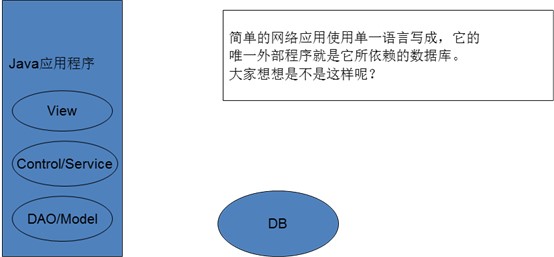 Java应用程序
View
Control/Service
DAO/Model
简单的网络应用使用单一语言写成，它的
唯一外部程序就是它所依赖的数据库。
大家想想是不是这样呢？
DB